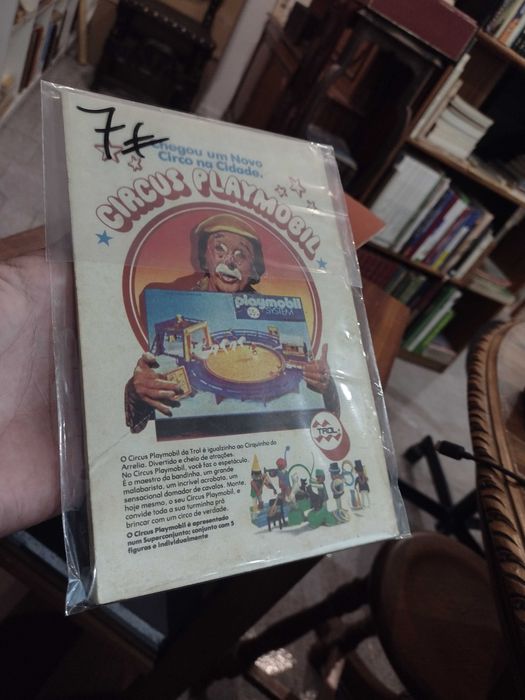 7€
Chegou um Novo
Circo na Cidade.
CIRCUS PLAYMOBIL
playmobil
SYSTEM
CIRCUS
TROL
O Circus Playmobil da Trol é igualzinho ao Cirquinho do
Arrelia. Divertido e cheio de atrações.
No Circus Playmobil, você faz o espetáculo.
É o maestro da bandinha, um grande
malabarista, um incrível acrobata, um
sensacional domador de cavalos. Monte,
hoje mesmo, o seu Circus Playmobil, e
convide toda a sua turminha prá
brincar com um circo de verdade.
O Circus Playmobil é apresentado
num Superconjunto; conjunto com 5
figuras e individualmente